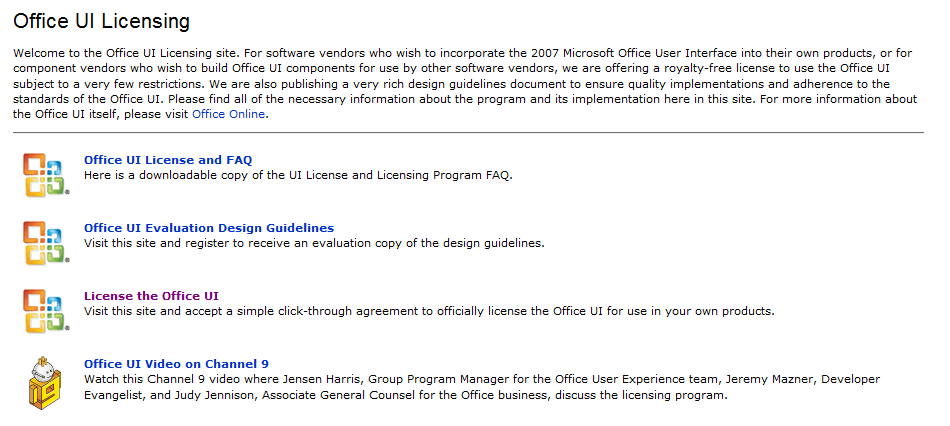 Office UI Licensing
Welcome to the Office UI Licensing site. For software vendors who wish to incorporate the 2007 Microsoft Office User Interface into their own products, or for
component vendors who wish to build Office UI components for use by other software vendors, we are offering a royalty-free license to use the Office UI
subject to a very few restrictions. We are also publishing a very rich design guidelines document to ensure quality implementations and adherence to the
standards of the Office UI. Please find all of the necessary information about the program and its implementation here in this site. For more information about
the Office UI itself, please visit Office Online.
Office UI License and FAQ
Here is a downloadable copy of the UI License and Licensing Program FAQ.
Office UI Evaluation Design Guidelines
Visit this site and register to receive an evaluation copy of the design guidelines.
License the Office UI
Visit this site and accept a simple click-through agreement to officially license the Office UI for use in your own products.
Office UI Video on Channel 9
Watch this Channel 9 video where Jensen Harris, Group Program Manager for the Office User Experience team, Jeremy Mazner, Developer
Evangelist, and Judy Jennison, Associate General Counsel for the Office business, discuss the licensing program.